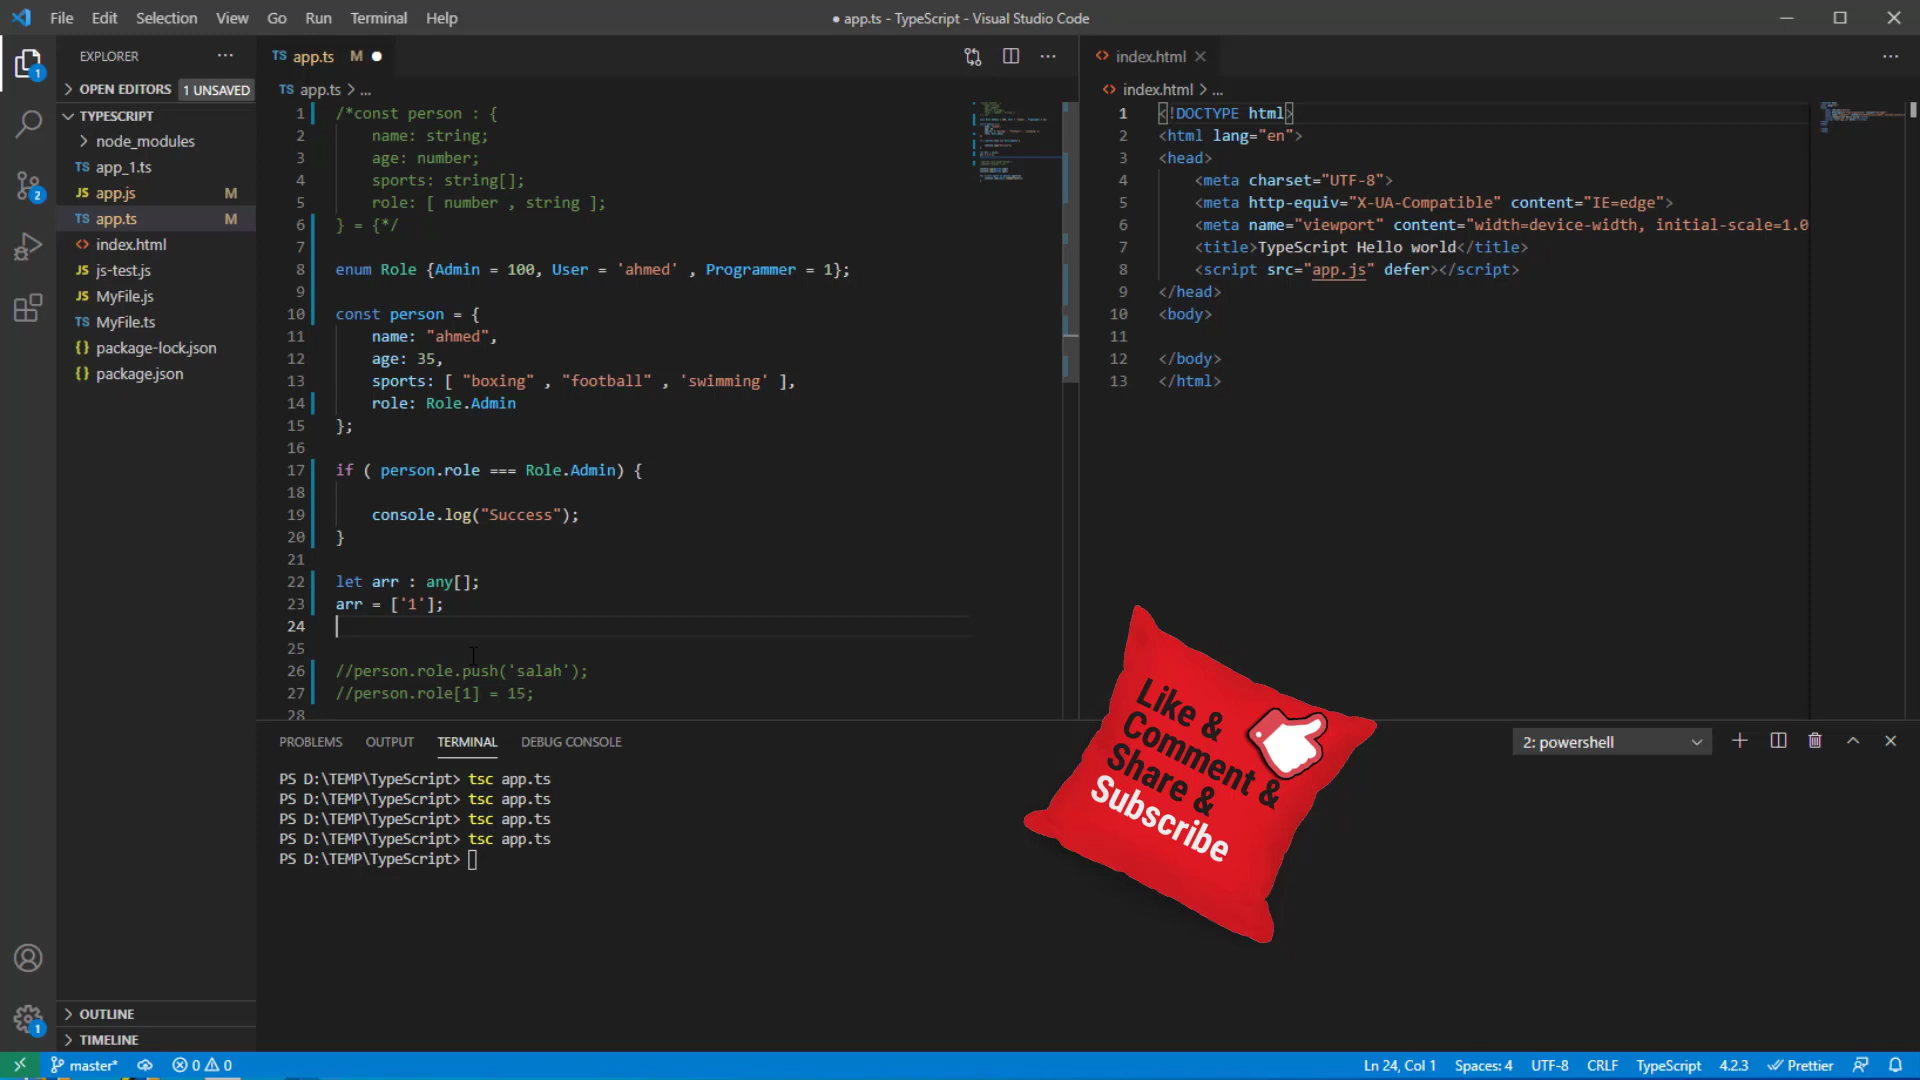 File Edit Selection View Go Run Terminal Help
● app.ts - TypeScript - Visual Studio Code
EXPLORER
OPEN EDITORS 1 UNSAVED
TYPESCRIPT
node_modules
TS app_1.ts
JS app.js M
TS app.ts M
<> index.html
JS js-test.js
JS MyFile.js
TS MyFile.ts
{} package-lock.json
{} package.json
OUTLINE
TIMELINE
1
2
1
TS app.ts M ●
TS app.ts > ...
1 /*const person : {
2 name: string;
3 age: number;
4 sports: string[];
5 role: [ number , string ];
6 } = {*/
7
8 enum Role {Admin = 100, User = 'ahmed' , Programmer = 1};
9
10 const person = {
11 name: "ahmed",
12 age: 35,
13 sports: [ "boxing" , "football" , 'swimming' ],
14 role: Role.Admin
15 };
16
17 if ( person.role === Role.Admin) {
18
19 console.log("Success");
20 }
21
22 let arr : any[];
23 arr = ['1'];
24
25
26 //person.role.push('salah');
27 //person.role[1] = 15;
28
<> index.html
<> index.html > ...
1 <!DOCTYPE html>
2 <html lang="en">
3 <head>
4 <meta charset="UTF-8">
5 <meta http-equiv="X-UA-Compatible" content="IE=edge">
6 <meta name="viewport" content="width=device-width, initial-scale=1.0
7 <title>TypeScript Hello world</title>
8 <script src="app.js" defer></script>
9 </head>
10 <body>
11
12 </body>
13 </html>
PROBLEMS OUTPUT TERMINAL DEBUG CONSOLE
2: powershell
PS D:\TEMP\TypeScript> tsc app.ts
PS D:\TEMP\TypeScript> tsc app.ts
PS D:\TEMP\TypeScript> tsc app.ts
PS D:\TEMP\TypeScript> tsc app.ts
PS D:\TEMP\TypeScript>
Like &
Comment &
Share &
Subscribe
master* 0 0
Ln 24, Col 1 Spaces: 4 UTF-8 CRLF TypeScript 4.2.3 Prettier